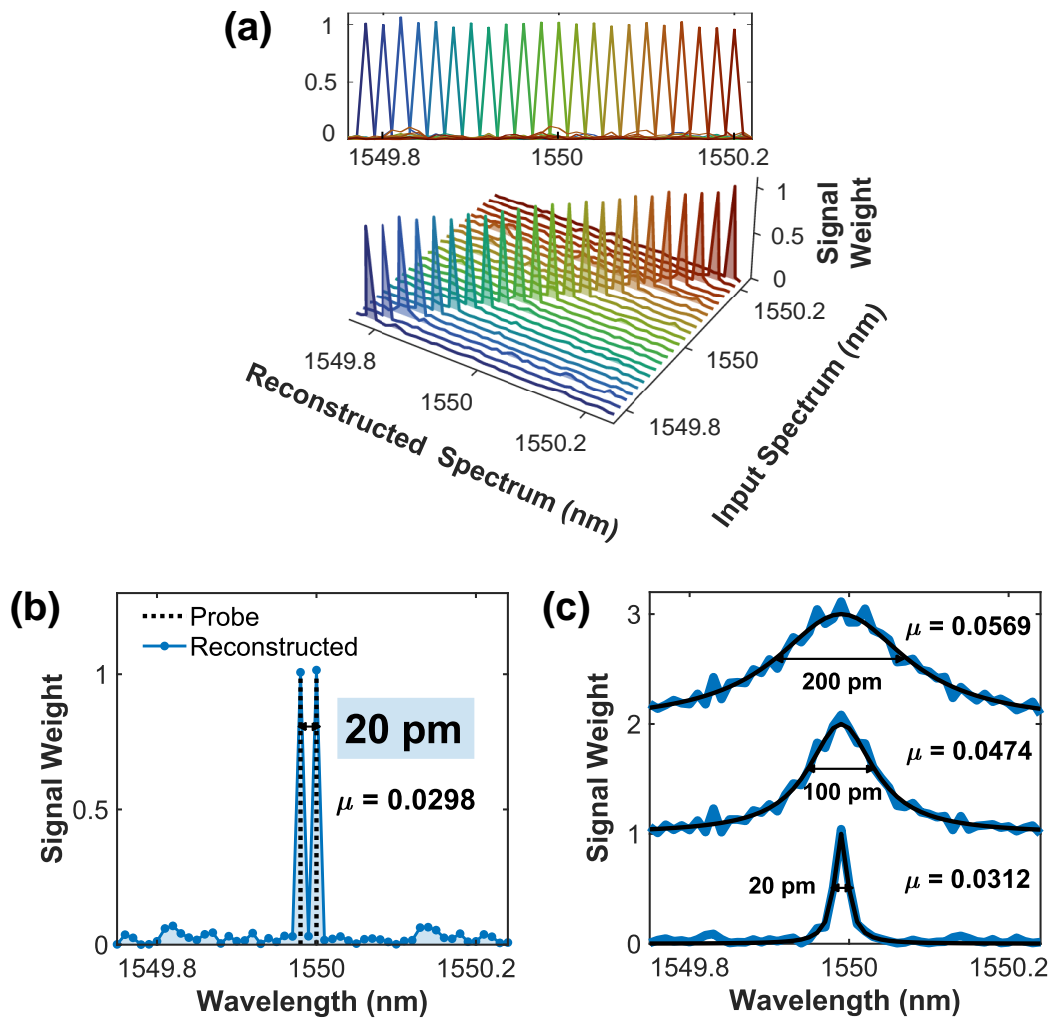 (a)
1
0.5
0
1549.8 1550 1550.2
1
0.5
0
Signal
Weight
1549.8
1550
1550.2
Reconstructed Spectrum (nm)
1550.2
1550
1549.8
Input Spectrum (nm)
(b)
Probe
Reconstructed
1
0.5
0
20 pm
μ = 0.0298
Signal Weight
1549.8 1550 1550.2
Wavelength (nm)
(c)
3
2
1
0
μ = 0.0569
200 pm
μ = 0.0474
100 pm
20 pm
μ = 0.0312
Signal Weight
1549.8 1550 1550.2
Wavelength (nm)